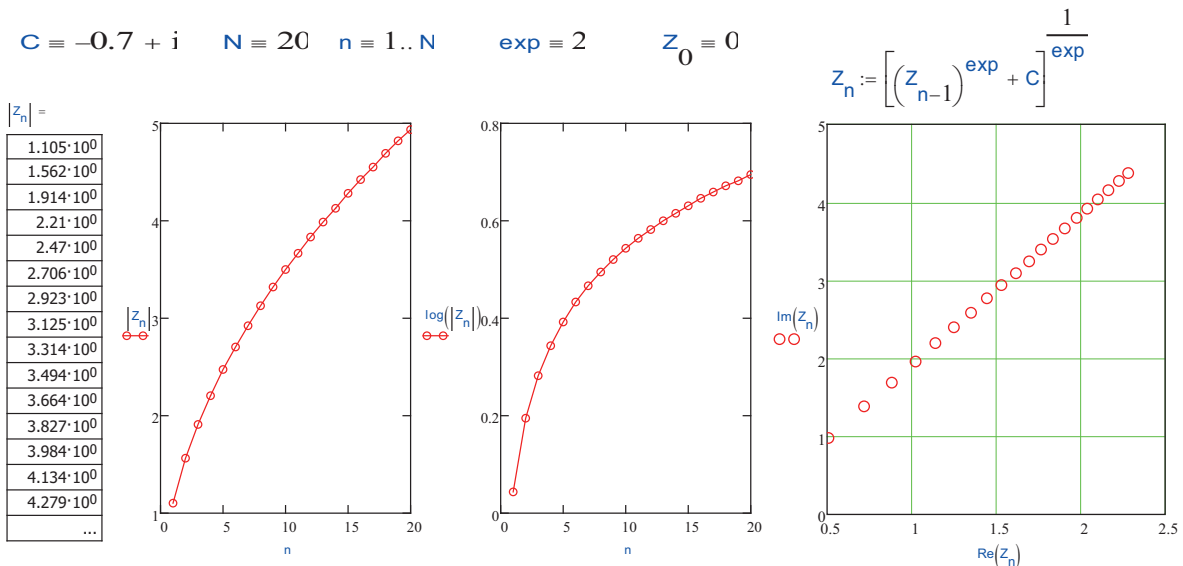 C ≡ −0.7 + i N ≡ 20 n ≡ 1.. N exp ≡ 2 Z0 ≡ 0
Zn := [(Zn−1)^exp + C]^(1/exp)
|Zn| =
1.105·10^0
1.562·10^0
1.914·10^0
2.21·10^0
2.47·10^0
2.706·10^0
2.923·10^0
3.125·10^0
3.314·10^0
3.494·10^0
3.664·10^0
3.827·10^0
3.984·10^0
4.134·10^0
4.279·10^0
...
5
4
3
2
1
|Zn|
0 5 10 15 20
n
0.8
0.6
0.4
0.2
0
log(|Zn|)
0 5 10 15 20
n
5
4
3
2
1
0
Im(Zn)
0.5 1 1.5 2 2.5
Re(Zn)